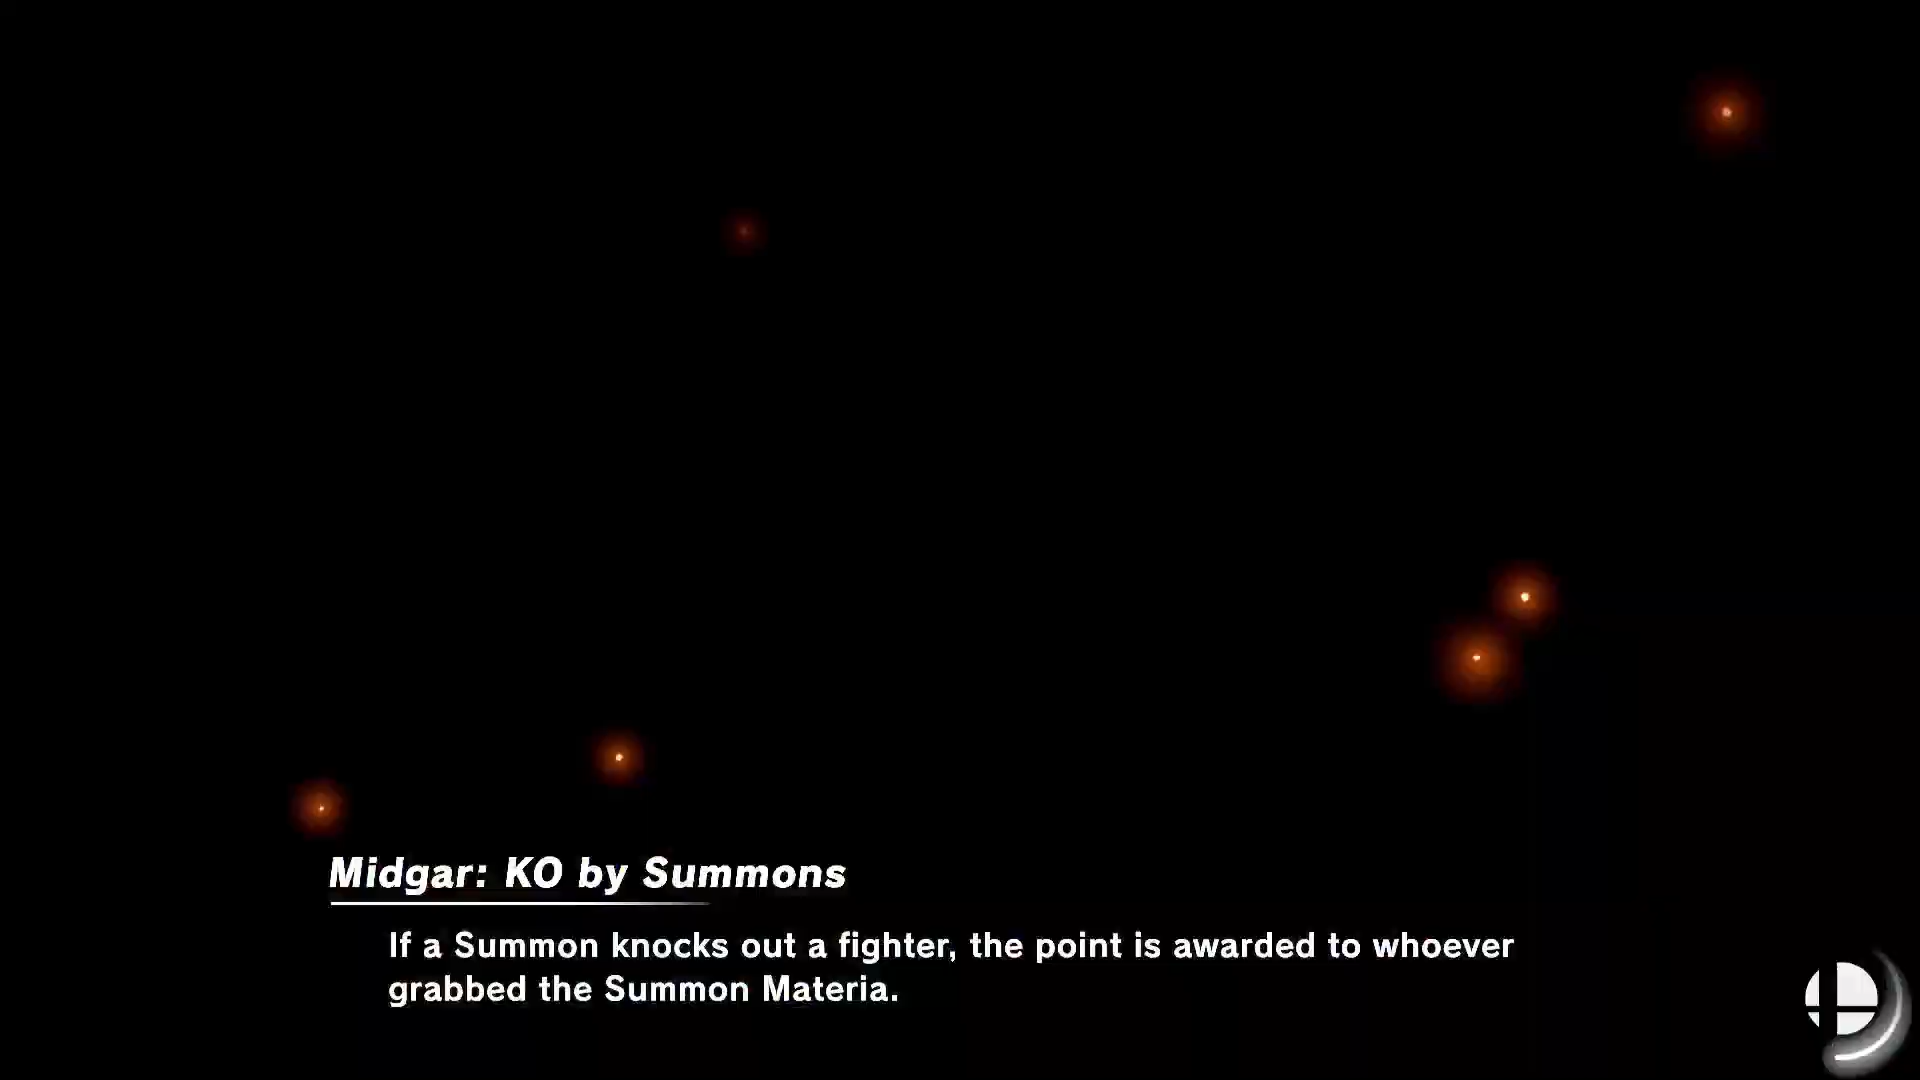 Midgar: KO by Summons
If a Summon knocks out a fighter, the point is awarded to whoever
grabbed the Summon Materia.